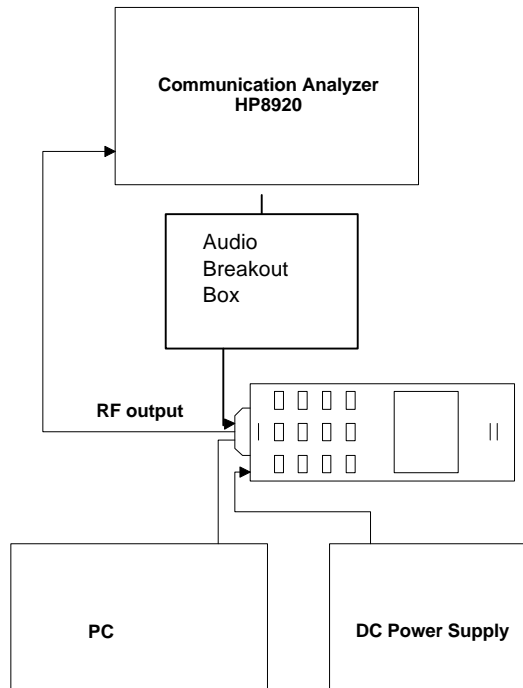 Communication Analyzer
HP8920
Audio
Breakout
Box
RF output
PC
DC Power Supply